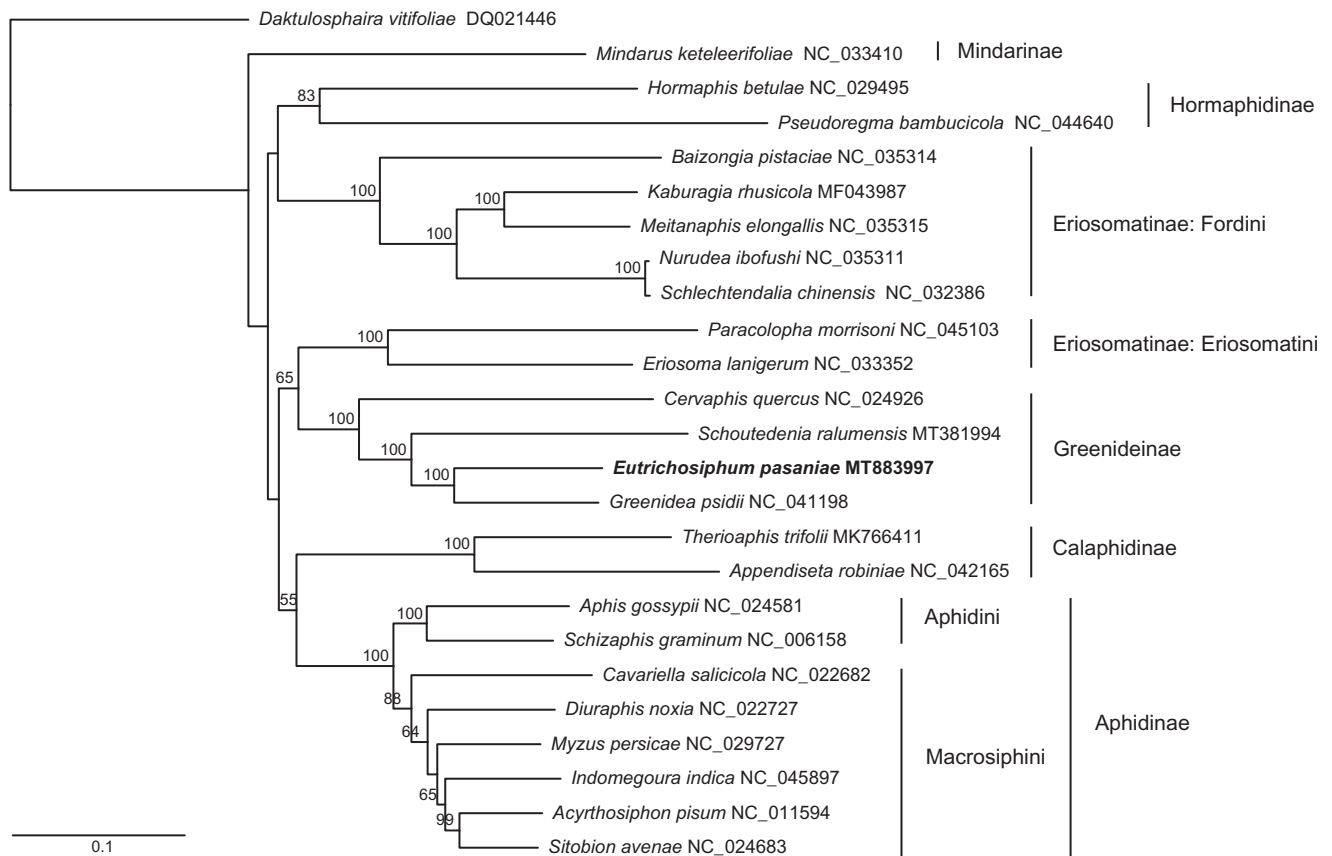 Daktulosphaira vitifoliae DQ021446
Mindarus keteleerifoliae NC_033410
Mindarinae
83
Hormaphis betulae NC_029495
Hormaphidinae
Pseudoregma bambucicola NC_044640
Baizongia pistaciae NC_035314
100
100
Kaburagia rhusicola MF043987
Meitanaphis elongallis NC_035315
Eriosomatinae: Fordini
100
Nurudea ibofushi NC_035311
100
Schlechtendalia chinensis NC_032386
Paracolopha morrisoni NC_045103
100
Eriosomatinae: Eriosomatini
Eriosoma lanigerum NC_033352
65
Cervaphis quercus NC_024926
100
Schoutedenia ralumensis MT381994
100
Greenideinae
Eutrichosiphum pasaniae MT883997
100
Greenidea psidii NC_041198
Therioaphis trifolii MK766411
100
Calaphidinae
Appendiseta robiniae NC_042165
55
Aphis gossypii NC_024581
100
Aphidini
Schizaphis graminum NC_006158
100
Cavariella salicicola NC_022682
88
Diuraphis noxia NC_022727
Aphidinae
64
Myzus persicae NC_029727
Macrosiphini
Indomegoura indica NC_045897
65
Acyrthosiphon pisum NC_011594
99
Sitobion avenae NC_024683
0.1